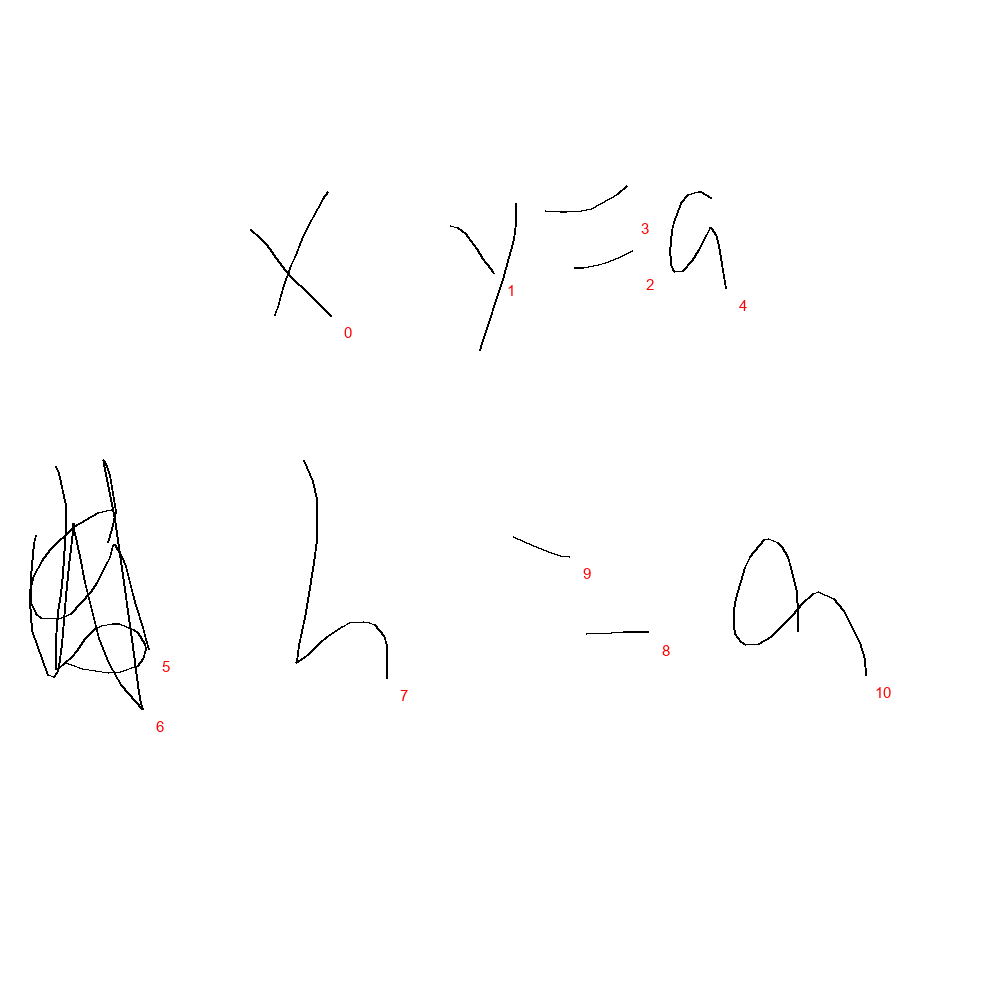 x y = a
h = a